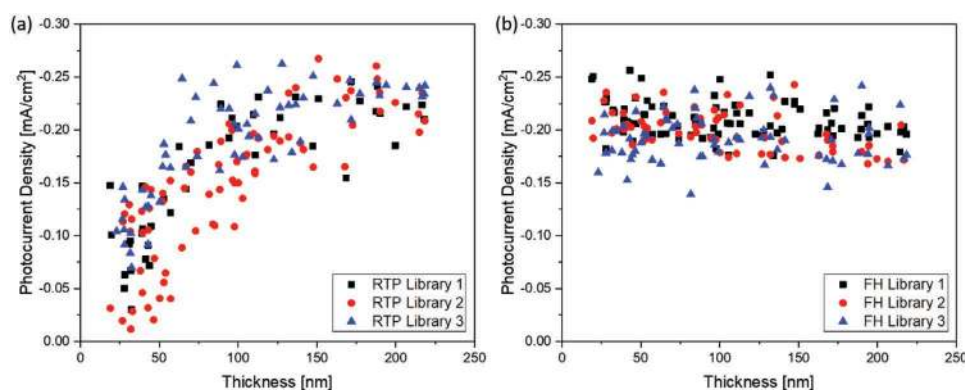 (a)
-0.30
-0.25
-0.20
-0.15
-0.10
-0.05
0.00
Photocurrent Density [mA/cm²]
0 50 100 150 200 250
Thickness [nm]
RTP Library 1
RTP Library 2
RTP Library 3
(b)
-0.30
-0.25
-0.20
-0.15
-0.10
-0.05
0.00
Photocurrent Density [mA/cm²]
0 50 100 150 200 250
Thickness [nm]
FH Library 1
FH Library 2
FH Library 3